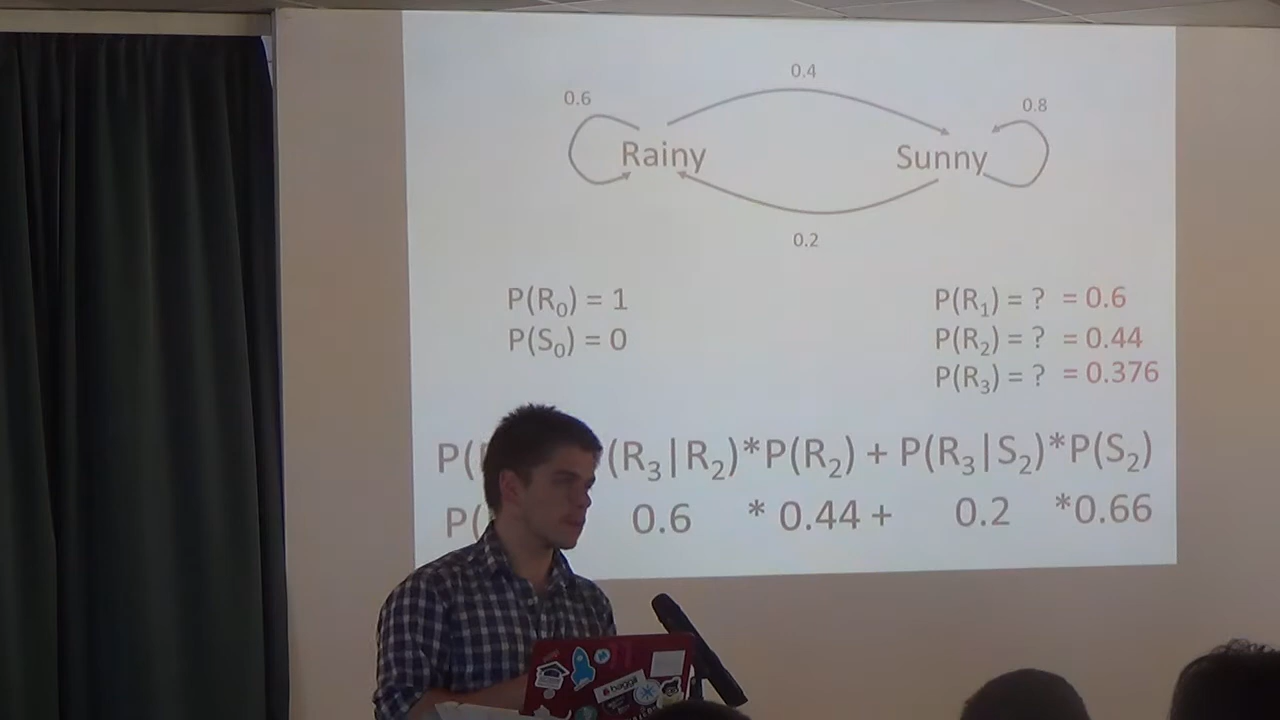 0.4
0.6
0.8
Rainy
Sunny
0.2
P(R₀) = 1
P(S₀) = 0
P(R₁) = ? = 0.6
P(R₂) = ? = 0.44
P(R₃) = ? = 0.376
P( (R₃|R₂)*P(R₂) + P(R₃|S₂)*P(S₂)
P( 0.6 * 0.44 + 0.2 *0.66